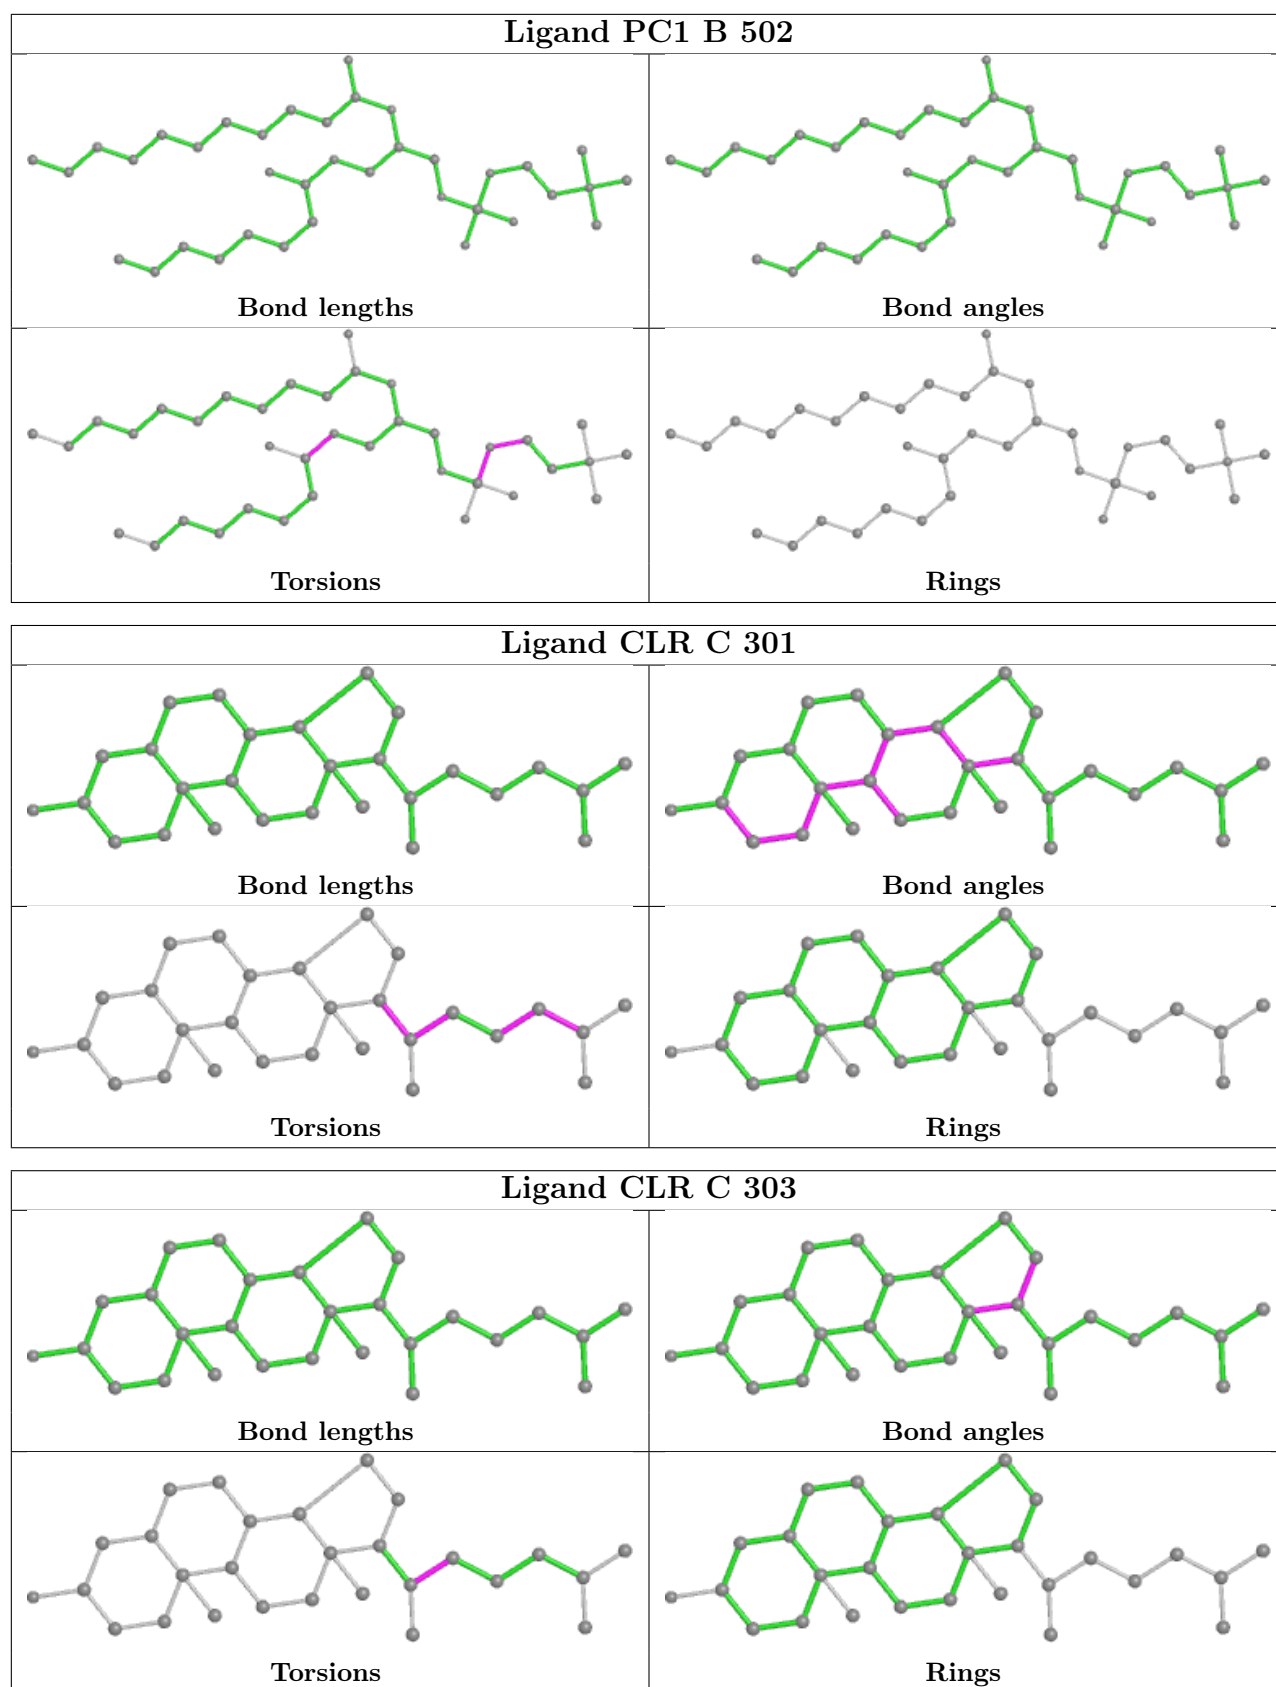 Ligand PC1 B 502
Bond lengths
Bond angles
Torsions
Rings
Ligand CLR C 301
Bond lengths
Bond angles
Torsions
Rings
Ligand CLR C 303
Bond lengths
Bond angles
Torsions
Rings